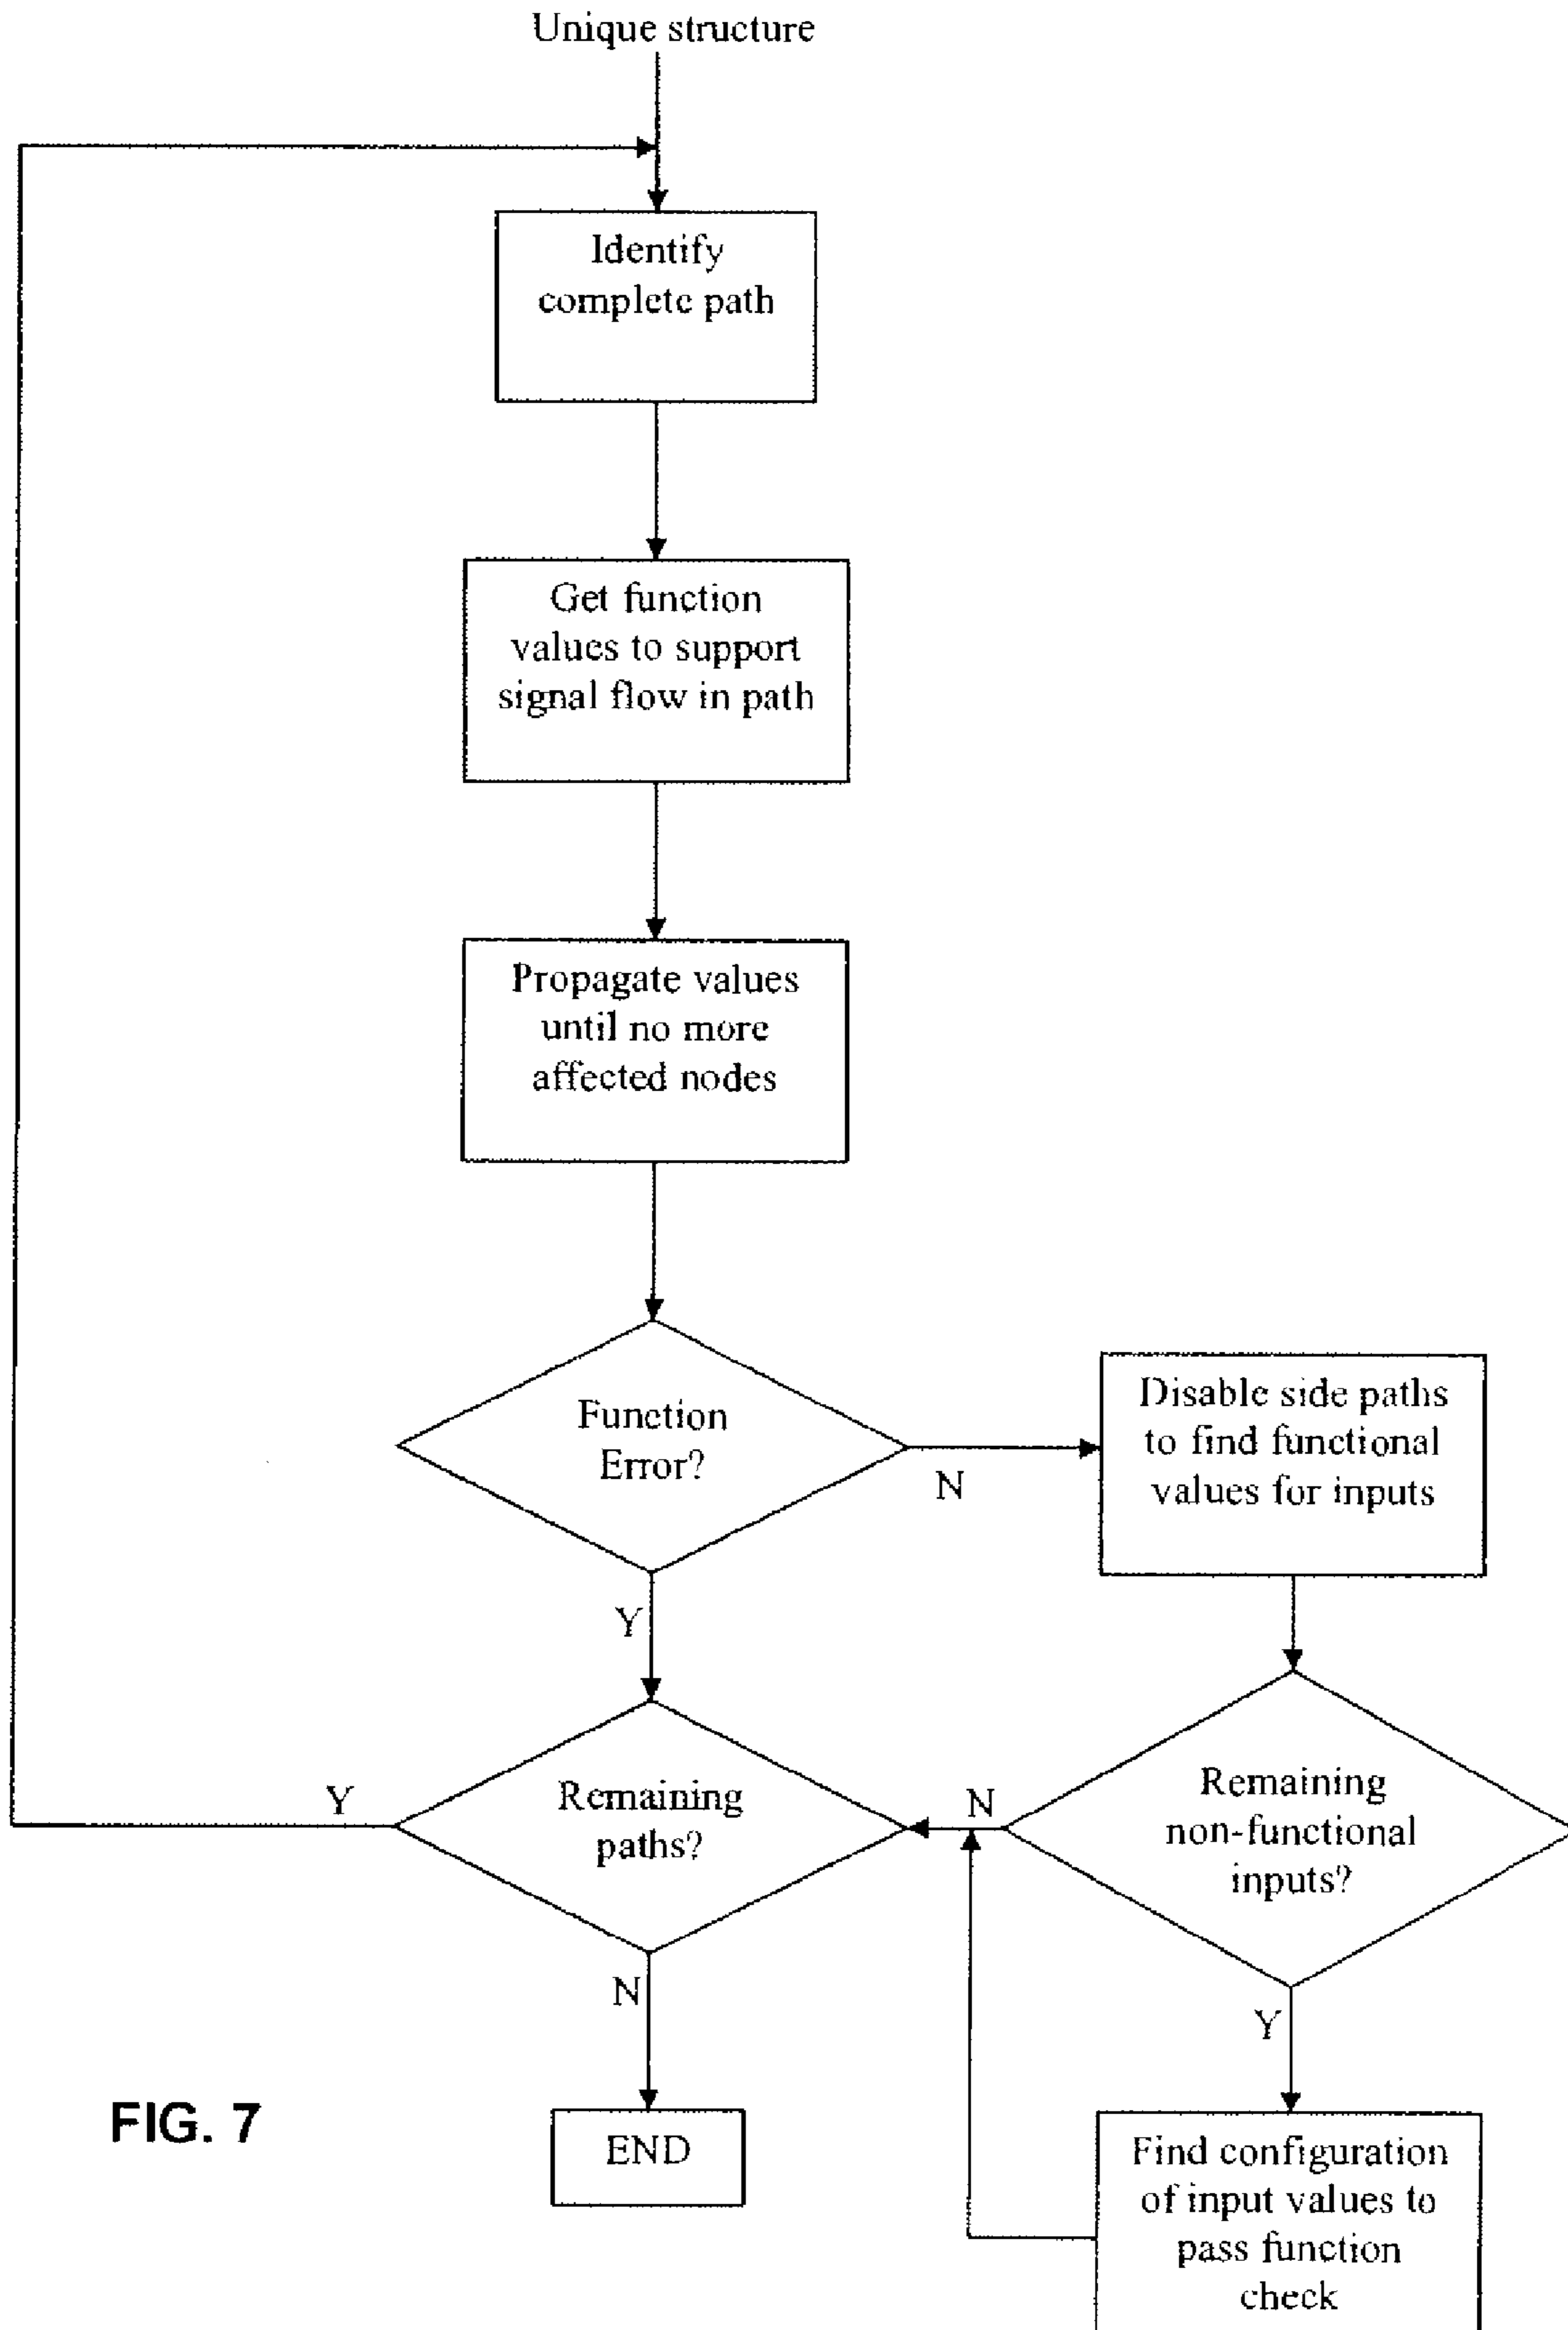 Unique structure
Identify
complete path
Get function
values to support
signal flow in path
Propagate values
until no more
affected nodes
Function
Error?
N
Disable side paths
to find functional
values for inputs
Y
Y
Remaining
paths?
N
Remaining
non-functional
inputs?
N
Y
FIG. 7
END
Find configuration
of input values to
pass function
check